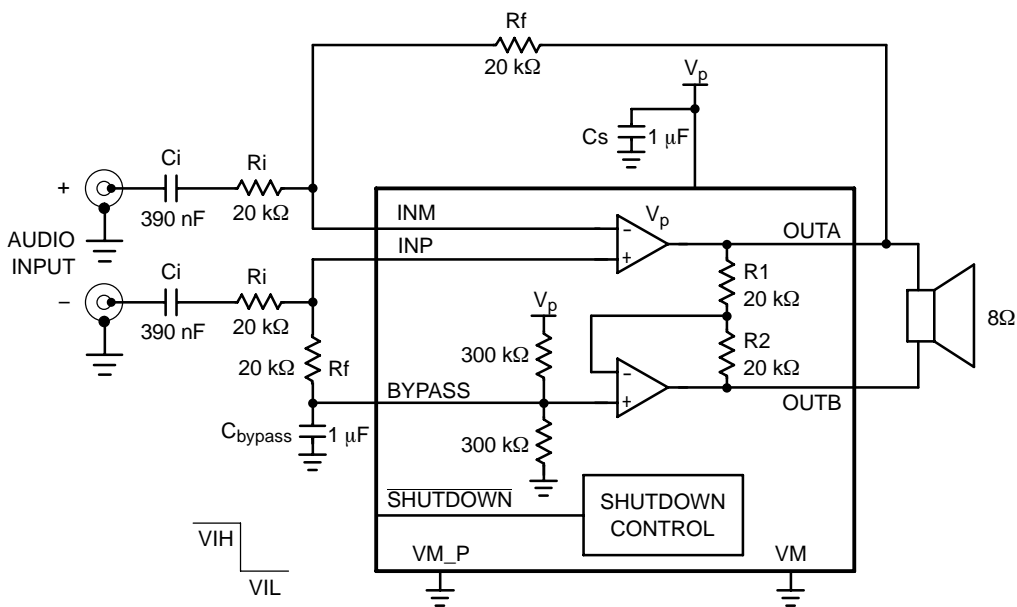 Rf
20 kΩ
Vp
Cs
1 μF
Ci
Ri
+
390 nF
20 kΩ
AUDIO
INPUT
INM
INP
Vp
−
+
OUTA
R1
20 kΩ
R2
20 kΩ
8Ω
Ci
Ri
−
390 nF
20 kΩ
Vp
300 kΩ
20 kΩ
Rf
BYPASS
−
+
OUTB
Cbypass
1 μF
300 kΩ
SHUTDOWN
SHUTDOWN
CONTROL
VIH
VIL
VM_P
VM